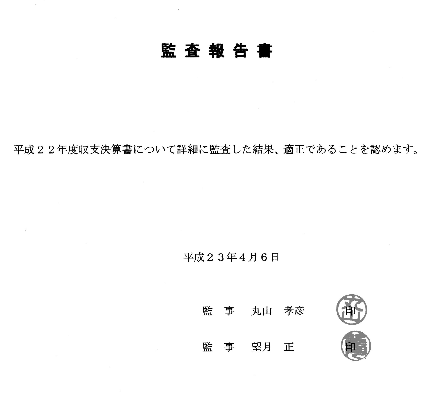 監査報告書
平成22年度収支決算書について詳細に監査した結果、適正であることを認めます。
平成23年4月6日
監 事 丸山 孝彦 印
監 事 望月 正 印